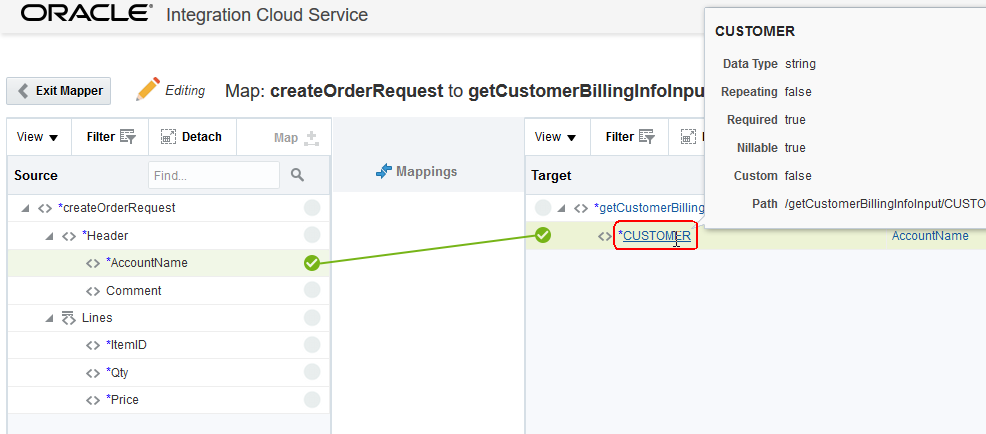 ORACLE® Integration Cloud Service
CUSTOMER
Data Type string
Repeating false
Required true
Nillable true
Custom false
Path /getCustomerBillingInfoInput/CUSTO
Exit Mapper
Editing
Map: createOrderRequest to getCustomerBillingInfoInpu
View Filter Detach Map
View Filter
Source
Find...
Mappings
Target
*createOrderRequest
*getCustomerBilling
*Header
*CUSTOMER
AccountName
*AccountName
Comment
Lines
*ItemID
*Qty
*Price